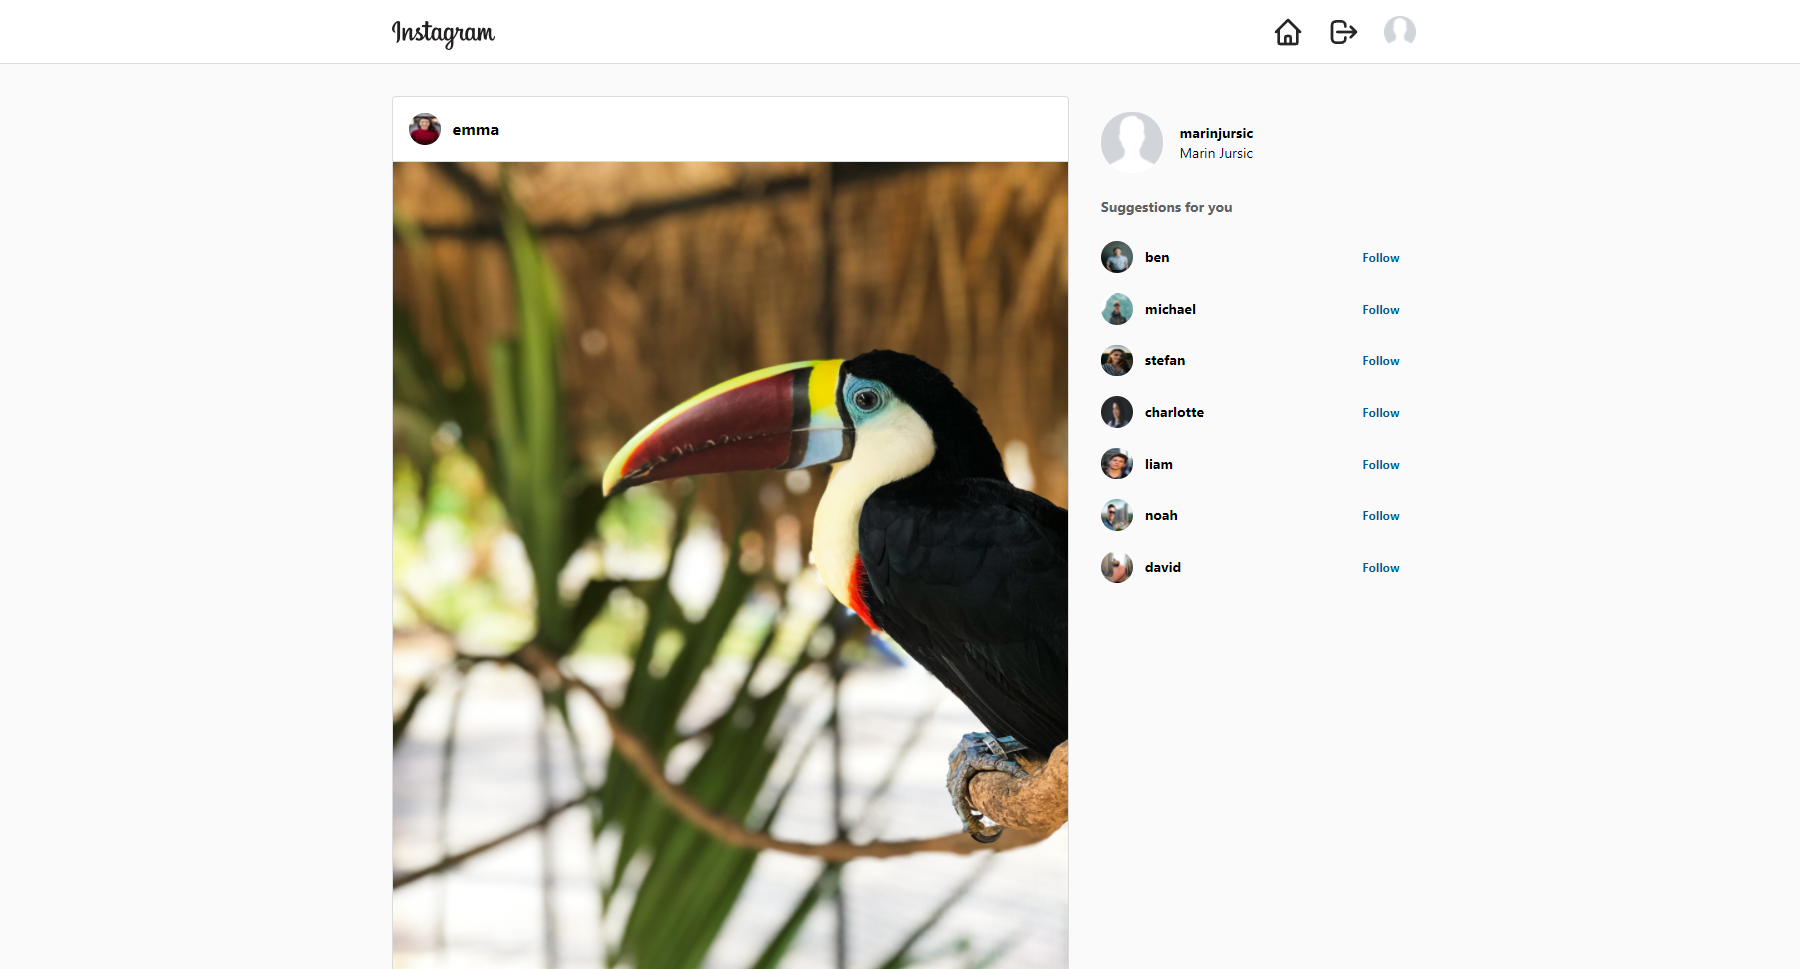 Instagram
emma
marinjursic
Marin Jursic
Suggestions for you
ben Follow
michael Follow
stefan Follow
charlotte Follow
liam Follow
noah Follow
david Follow